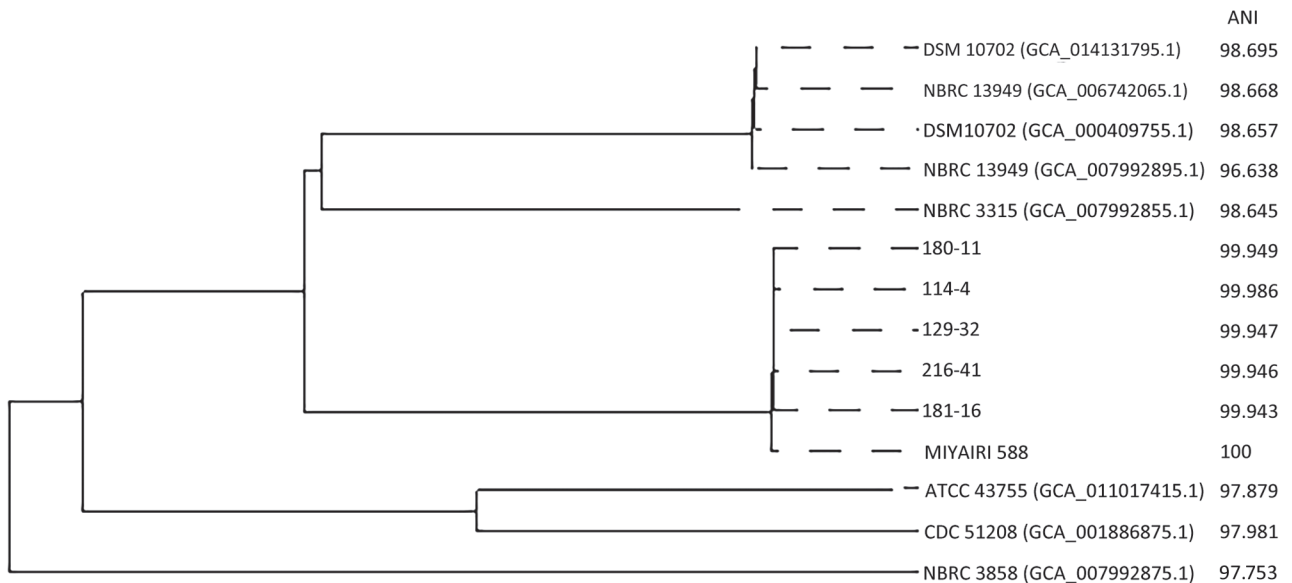 ANI
DSM 10702 (GCA_014131795.1) 98.695
NBRC 13949 (GCA_006742065.1) 98.668
DSM10702 (GCA_000409755.1) 98.657
NBRC 13949 (GCA_007992895.1) 96.638
NBRC 3315 (GCA_007992855.1) 98.645
180-11 99.949
114-4 99.986
129-32 99.947
216-41 99.946
181-16 99.943
MIYAIRI 588 100
ATCC 43755 (GCA_011017415.1) 97.879
CDC 51208 (GCA_001886875.1) 97.981
NBRC 3858 (GCA_007992875.1) 97.753